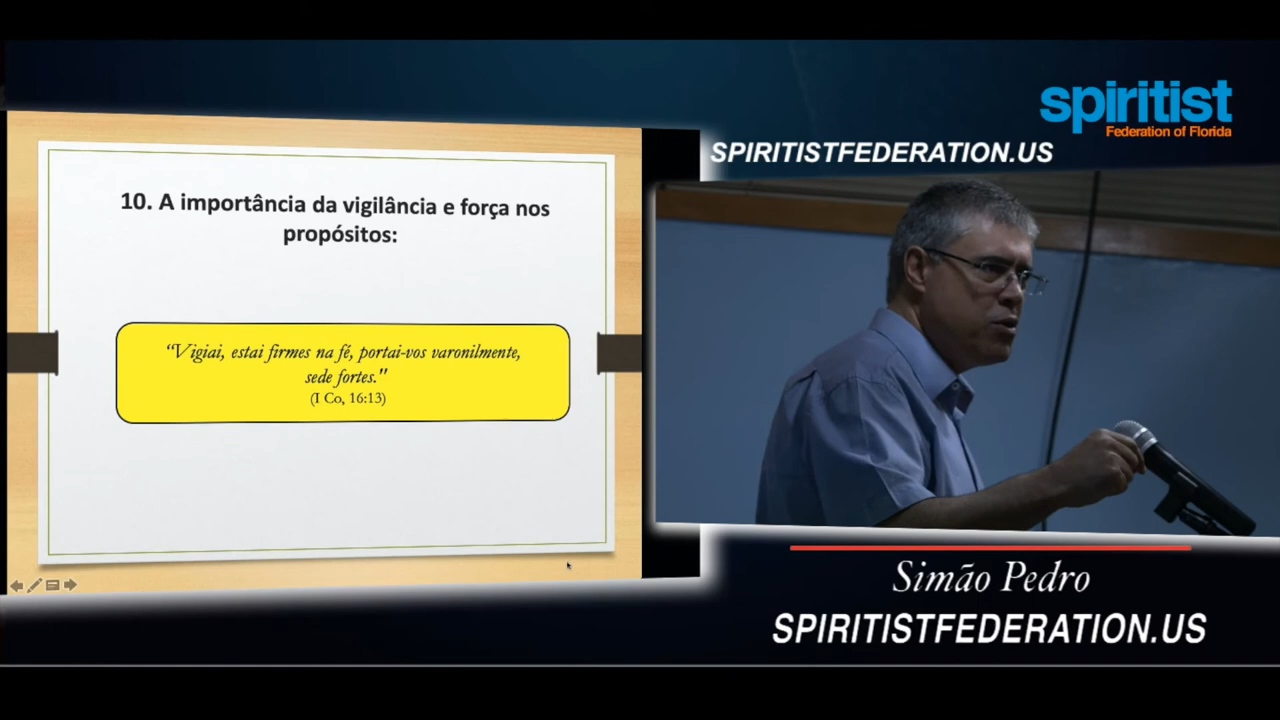 spiritist
Federation of Florida
SPIRITISTFEDERATION.US
10. A importância da vigilância e força nos
propósitos:
“Vigiai, estai firmes na fé, portai-vos varonilmente,
sede fortes."
(I Co, 16:13)
Simão Pedro
SPIRITISTFEDERATION.US